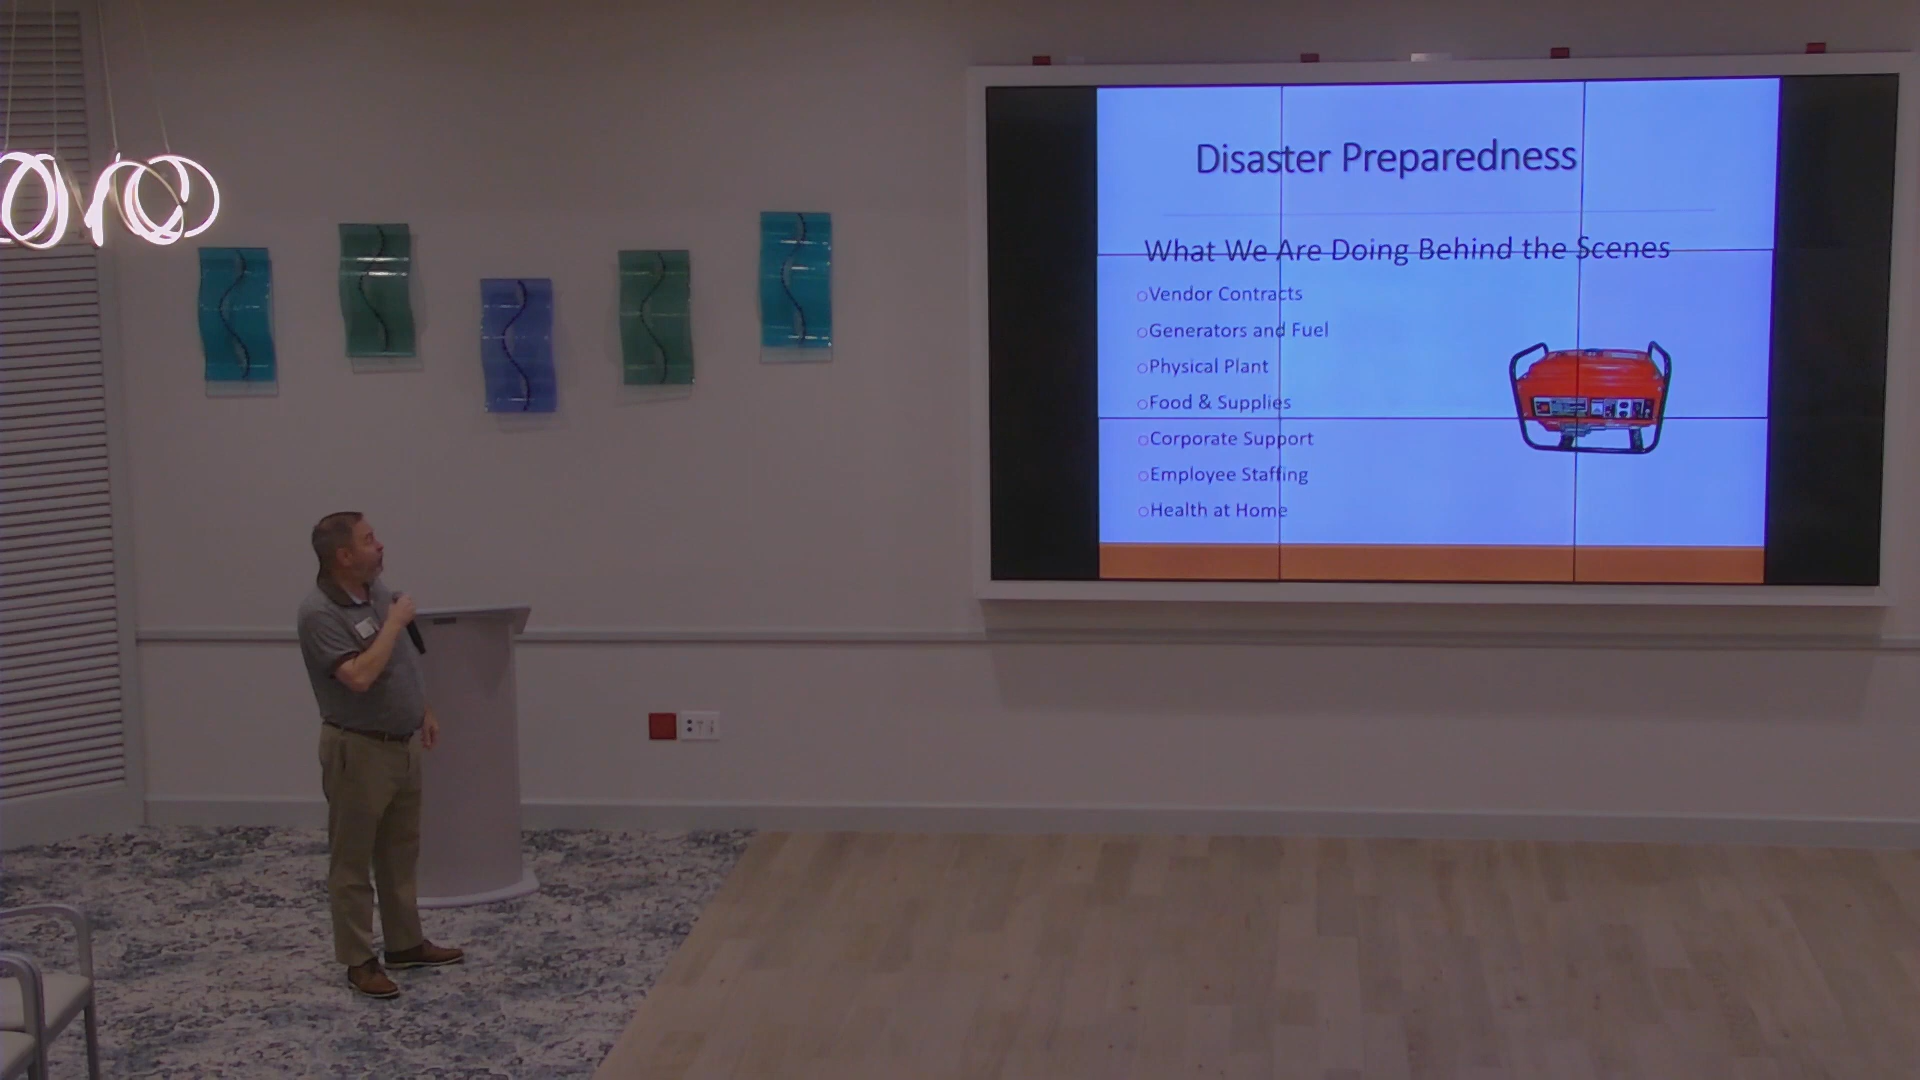 Disaster Preparedness
What We Are Doing Behind the Scenes
Vendor Contracts
Generators and Fuel
Physical Plant
Food & Supplies
Corporate Support
Employee Staffing
Health at Home